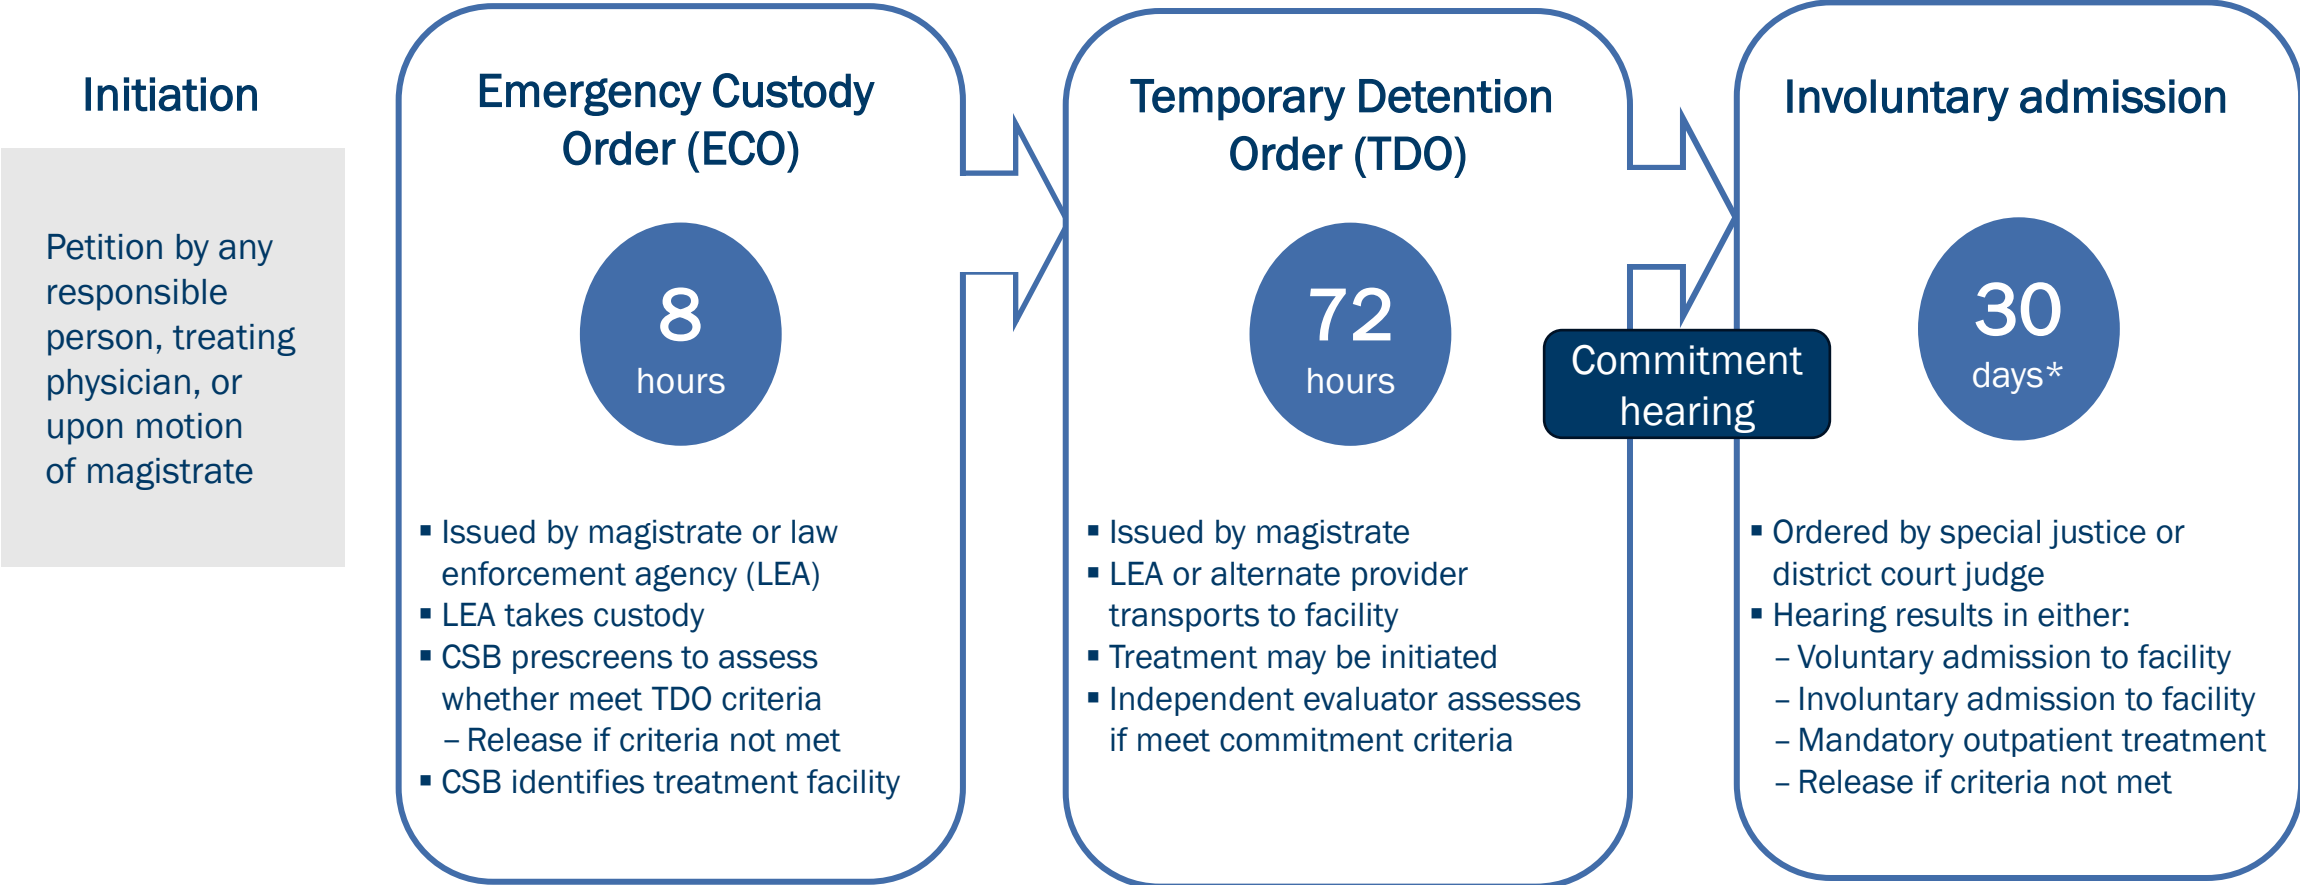 Initiation
Petition by any
responsible
person, treating
physician, or
upon motion
of magistrate
Emergency Custody
Order (ECO)
8
hours
▪ Issued by magistrate or law
enforcement agency (LEA)
▪ LEA takes custody
▪ CSB prescreens to assess
whether meet TDO criteria
– Release if criteria not met
▪ CSB identifies treatment facility
Temporary Detention
Order (TDO)
72
hours
▪ Issued by magistrate
▪ LEA or alternate provider
transports to facility
▪ Treatment may be initiated
▪ Independent evaluator assesses
if meet commitment criteria
Commitment
hearing
Involuntary admission
30
days*
▪ Ordered by special justice or
district court judge
▪ Hearing results in either:
– Voluntary admission to facility
– Involuntary admission to facility
– Mandatory outpatient treatment
– Release if criteria not met